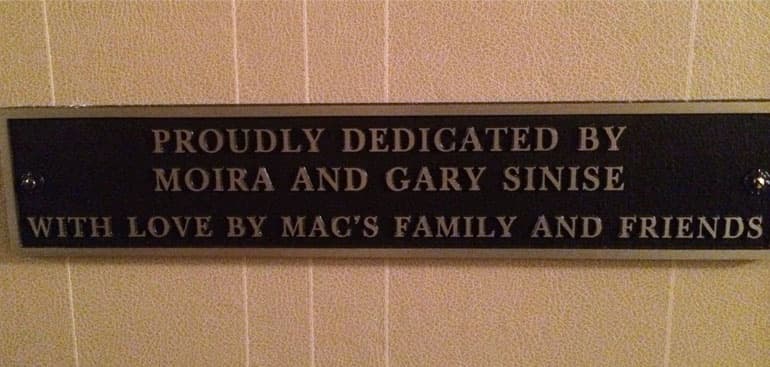 PROUDLY DEDICATED BY
MOIRA AND GARY SINISE
WITH LOVE BY MAC'S FAMILY AND FRIENDS